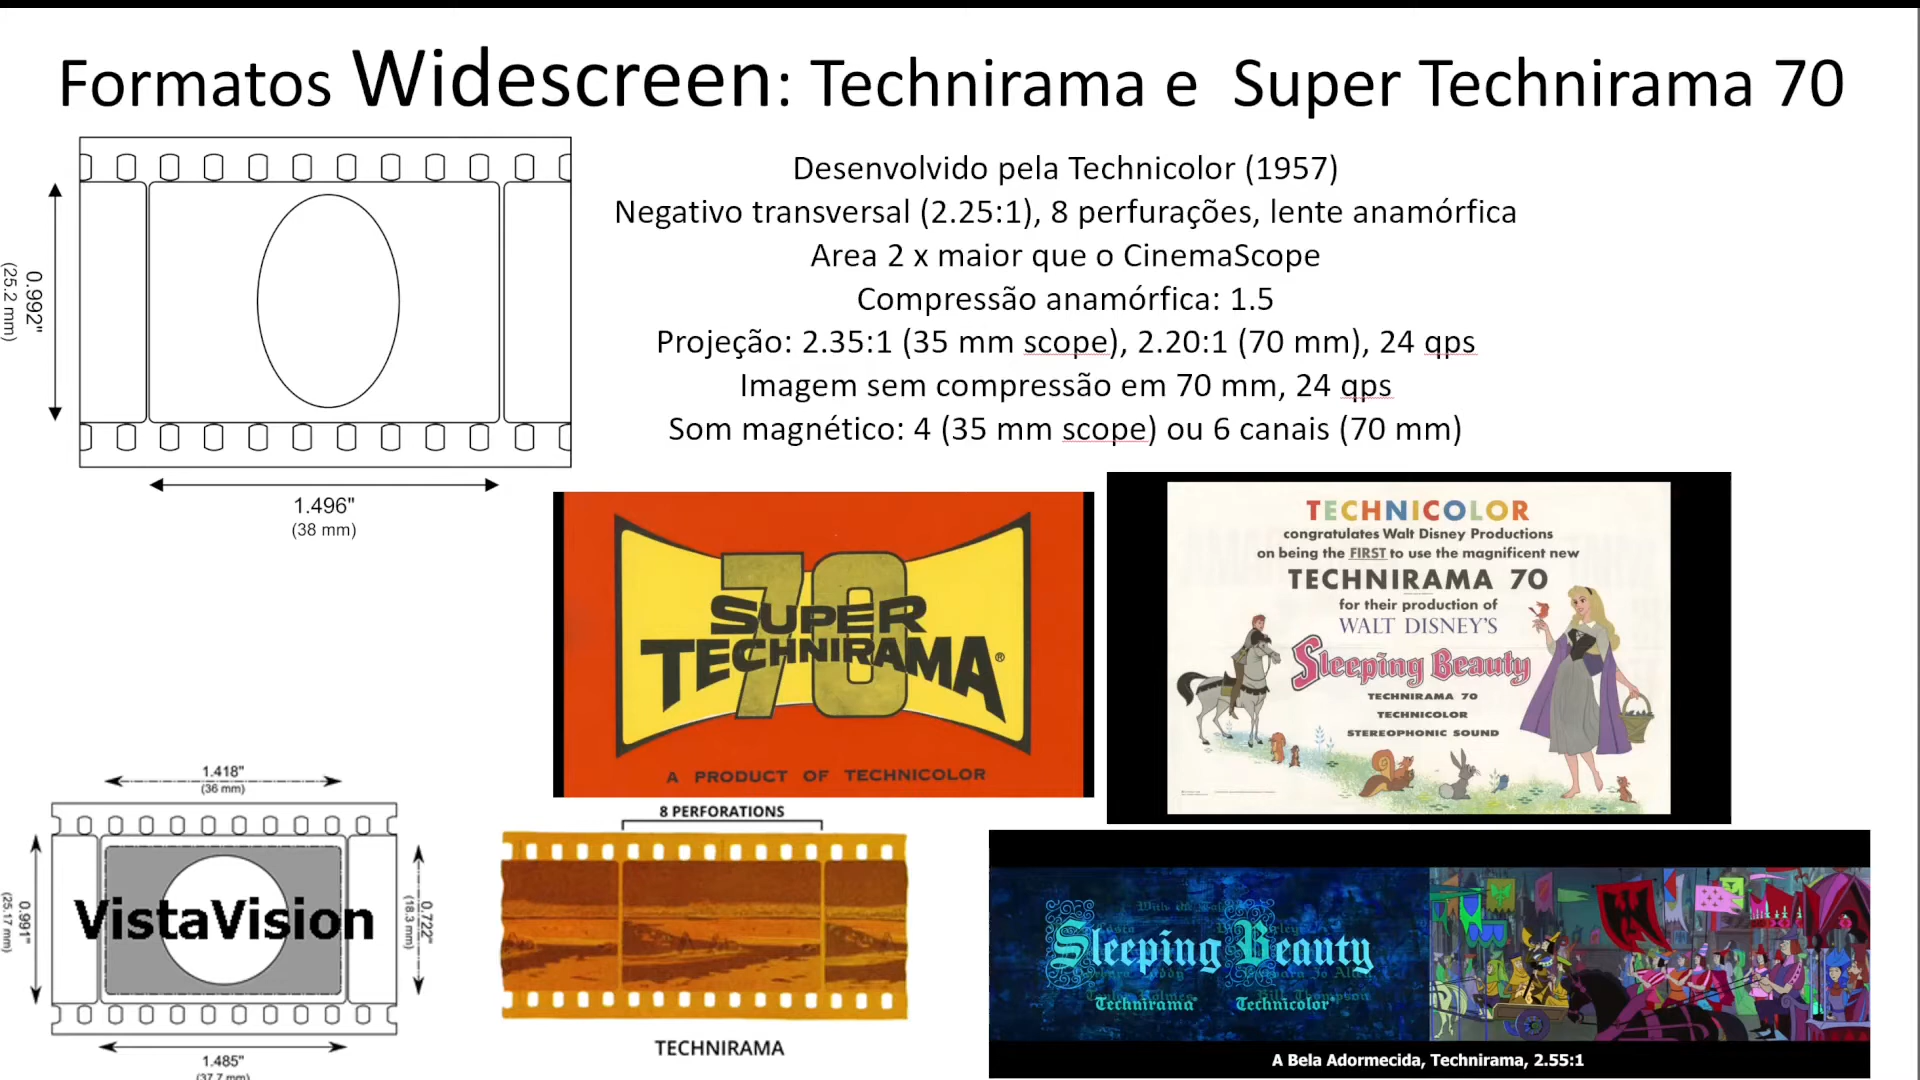 Formatos Widescreen: Technirama e Super Technirama 70
Desenvolvido pela Technicolor (1957)
Negativo transversal (2.25:1), 8 perfurações, lente anamórfica
Area 2 x maior que o CinemaScope
Compressão anamórfica: 1.5
Projeção: 2.35:1 (35 mm scope), 2.20:1 (70 mm), 24 qps
Imagem sem compressão em 70 mm, 24 qps
Som magnético: 4 (35 mm scope) ou 6 canais (70 mm)
0.992"
(25.2 mm)
1.496"
(38 mm)
70
SUPER
TECHNIRAMA®
A PRODUCT OF TECHNICOLOR
TECHNICOLOR
congratulates Walt Disney Productions
on being the FIRST to use the magnificent new
TECHNIRAMA 70
for their production of
WALT DISNEY'S
Sleeping Beauty
TECHNIRAMA 70
TECHNICOLOR
STEREOPHONIC SOUND
1.418"
(36 mm)
0.991"
(25.17 mm)
VistaVision
0.722"
(18.3 mm)
1.485"
(37.7 mm)
8 PERFORATIONS
TECHNIRAMA
Sleeping Beauty
Technirama® Technicolor®
A Bela Adormecida, Technirama, 2.55:1